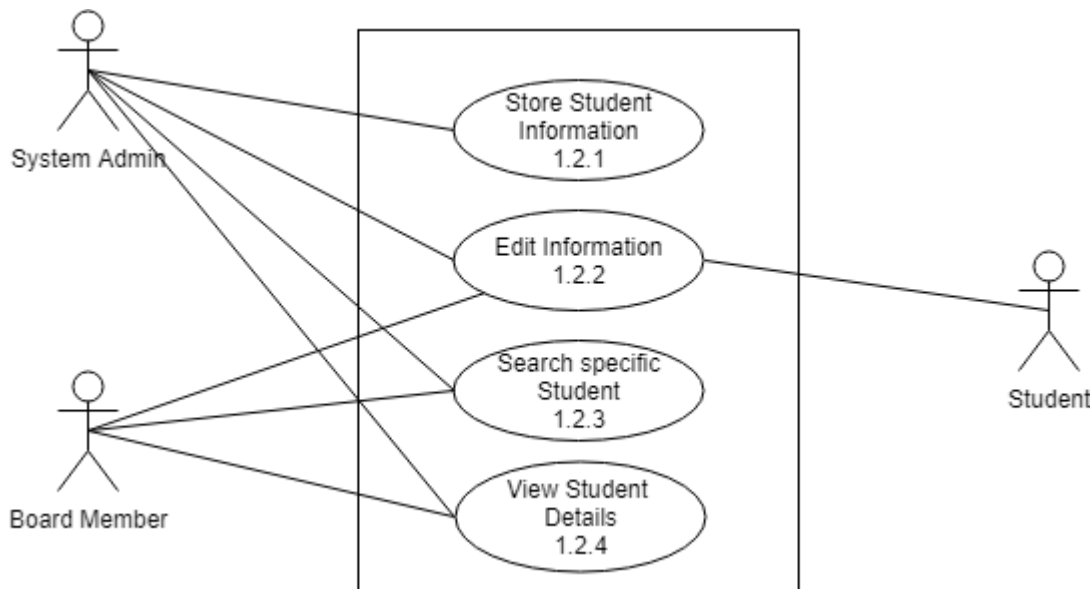 System Admin
Store Student
Information
1.2.1
Edit Information
1.2.2
Student
Search specific
Student
1.2.3
Board Member
View Student
Details
1.2.4